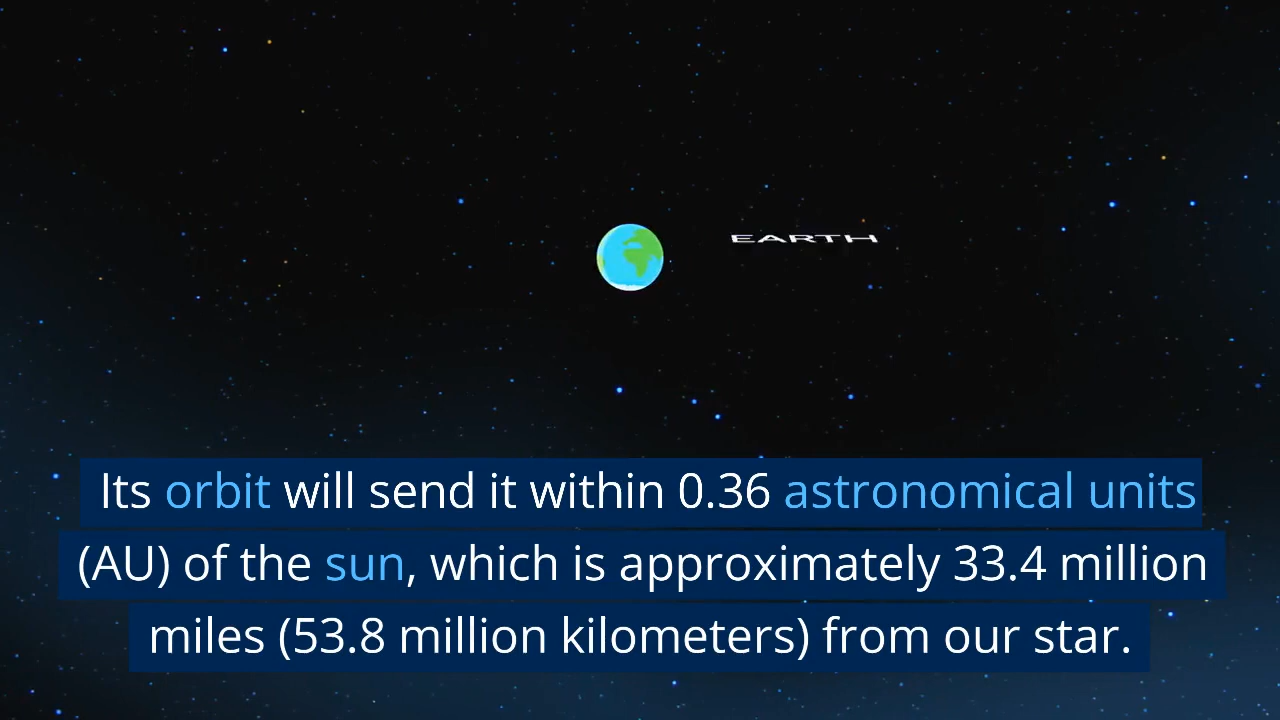 EARTH
Its orbit will send it within 0.36 astronomical units
(AU) of the sun, which is approximately 33.4 million
miles (53.8 million kilometers) from our star.